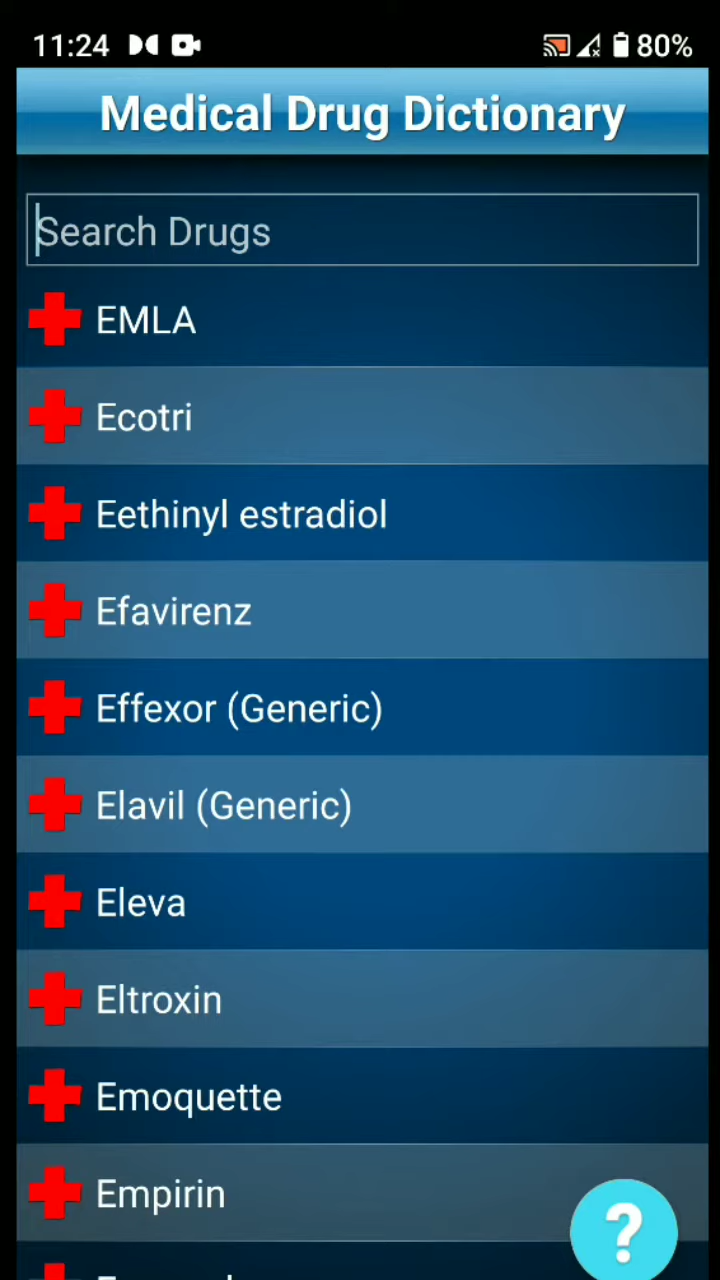 11:24 80%
Medical Drug Dictionary
Search Drugs
EMLA
Ecotri
Eethinyl estradiol
Efavirenz
Effexor (Generic)
Elavil (Generic)
Eleva
Eltroxin
Emoquette
Empirin
?